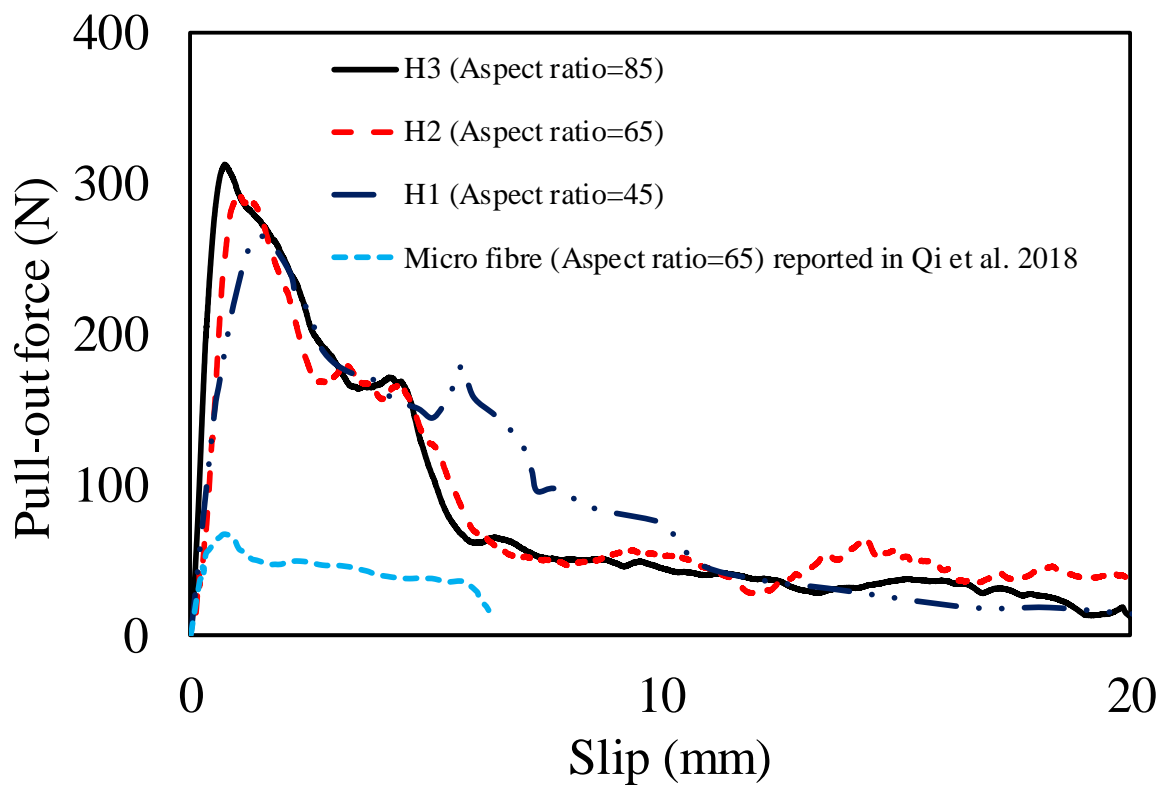 400
300
200
100
0
Pull-out force (N)
H3 (Aspect ratio=85)
H2 (Aspect ratio=65)
H1 (Aspect ratio=45)
Micro fibre (Aspect ratio=65) reported in Qi et al. 2018
0 10 20
Slip (mm)